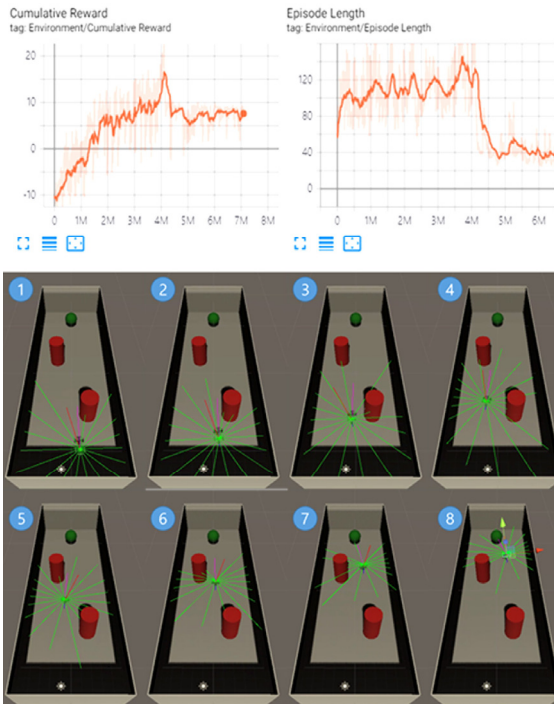 Cumulative Reward
tag: Environment/Cumulative Reward
20
10
0
-10
0 1M 2M 3M 4M 5M 6M 7M 8M
Episode Length
tag: Environment/Episode Length
120
80
40
0
0 1M 2M 3M 4M 5M 6M
1 2 3 4
5 6 7 8